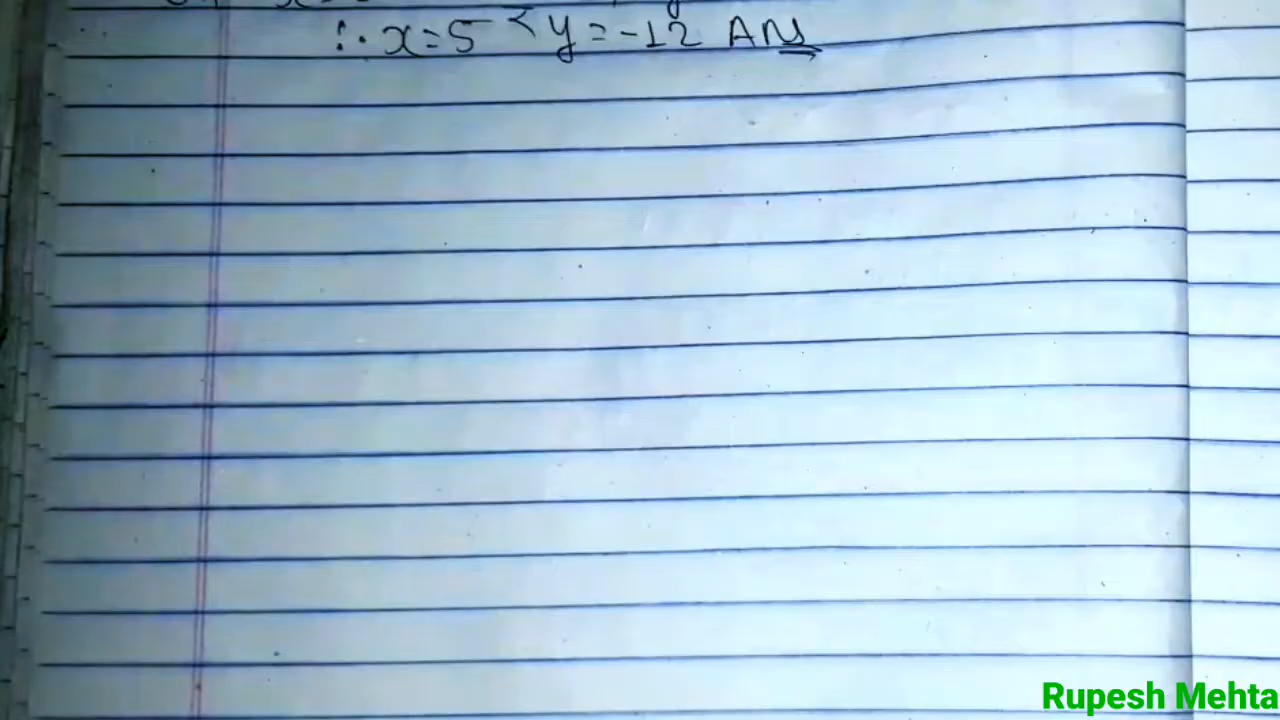 ∴ x=5 < y = -12 Ans
Rupesh Mehta